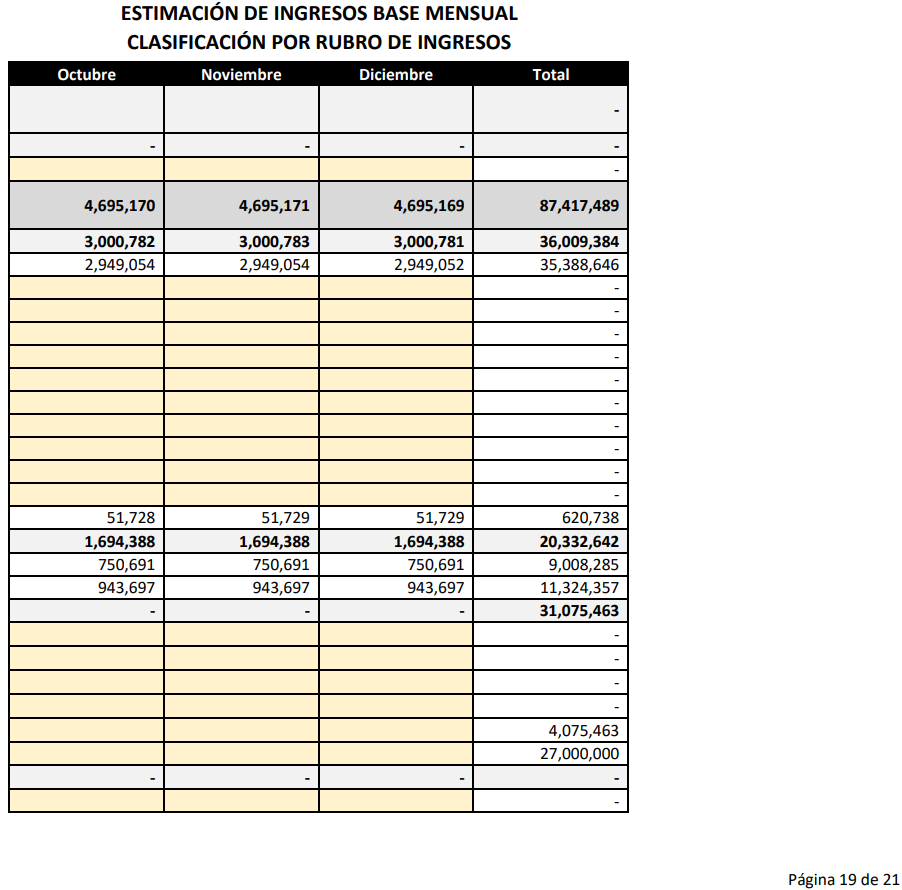 ESTIMACIÓN DE INGRESOS BASE MENSUAL
CLASIFICACIÓN POR RUBRO DE INGRESOS
Octubre Noviembre Diciembre Total
-
- - - -
-
4,695,170 4,695,171 4,695,169 87,417,489
3,000,782 3,000,783 3,000,781 36,009,384
2,949,054 2,949,054 2,949,052 35,388,646
-
-
-
-
-
-
-
-
-
-
51,728 51,729 51,729 620,738
1,694,388 1,694,388 1,694,388 20,332,642
750,691 750,691 750,691 9,008,285
943,697 943,697 943,697 11,324,357
- - - 31,075,463
-
-
-
-
4,075,463
27,000,000
- - - -
-
Página 19 de 21